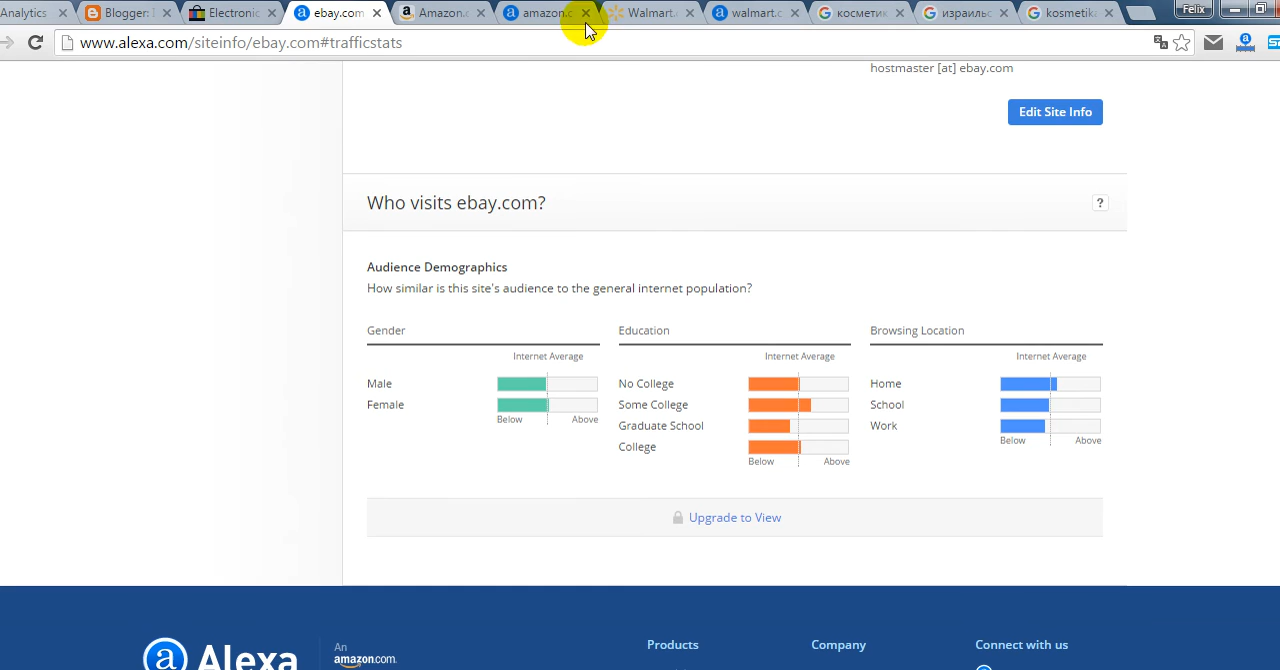 Analytics
Blogger: I
Electronic
ebay.com
Amazon.c
amazon.c
Walmart.
walmart.c
косметик
израильс
kosmetika
Felix
www.alexa.com/siteinfo/ebay.com#trafficstats
hostmaster [at] ebay.com
Edit Site Info
Who visits ebay.com?
?
Audience Demographics
How similar is this site's audience to the general internet population?
Gender
Internet Average
Male
Female
Below Above
Education
Internet Average
No College
Some College
Graduate School
College
Below Above
Browsing Location
Internet Average
Home
School
Work
Below Above
Upgrade to View
a Alexa
An
amazon.com
Products
Company
Connect with us